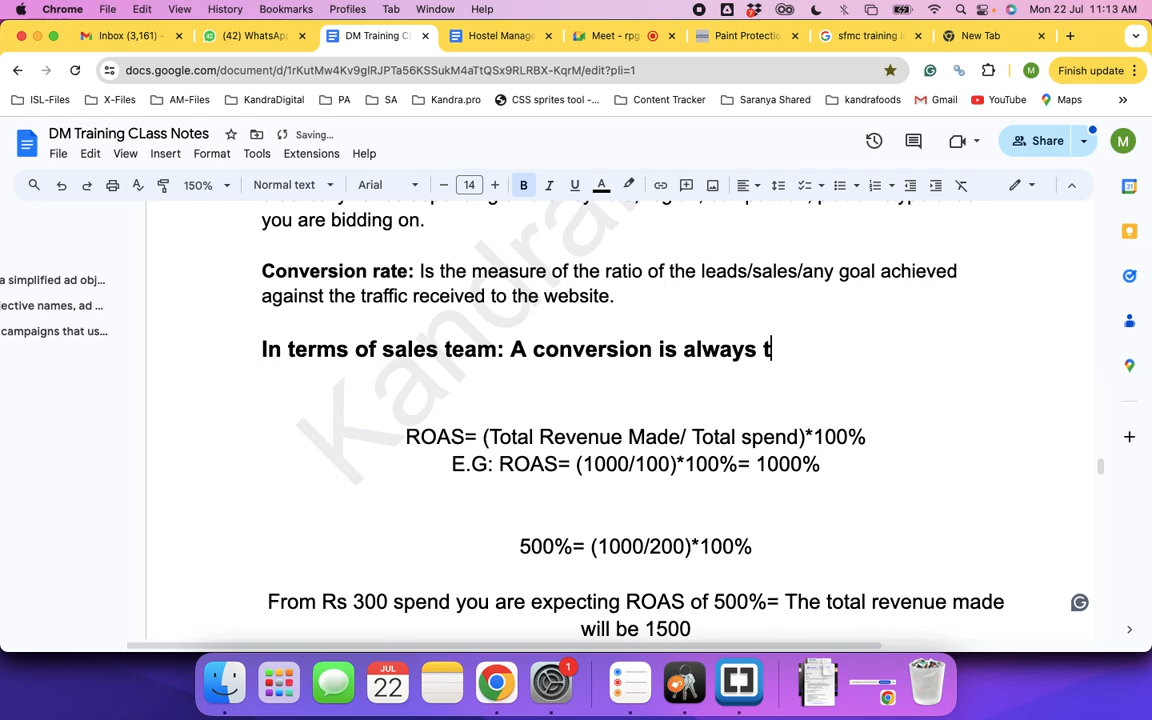 Chrome File Edit View History Bookmarks Profiles Tab Window Help Mon 22 Jul 11:13 AM
Inbox (3,161) - (42) WhatsApp DM Training C Hostel Manage Meet - rpg Paint Protectio sfmc training i New Tab
docs.google.com/document/d/1rKutMw4Kv9glRJPTa56KSSukM4aTtQSx9RLRBX-KqrM/edit?pli=1 M Finish update
ISL-Files X-Files AM-Files KandraDigital PA SA Kandra.pro CSS sprites tool -... Content Tracker Saranya Shared kandrafoods Gmail YouTube Maps »
DM Training CLass Notes Saving...
File Edit View Insert Format Tools Extensions Help Share M
150% Normal text Arial 14 B I U A
you are bidding on.
a simplified ad obj...
Conversion rate: Is the measure of the ratio of the leads/sales/any goal achieved
jective names, ad ...
against the traffic received to the website.
campaigns that us...
In terms of sales team: A conversion is always t
Kandra
ROAS= (Total Revenue Made/ Total spend)*100%
E.G: ROAS= (1000/100)*100%= 1000%
500%= (1000/200)*100%
From Rs 300 spend you are expecting ROAS of 500%= The total revenue made
will be 1500
JUL
22
1